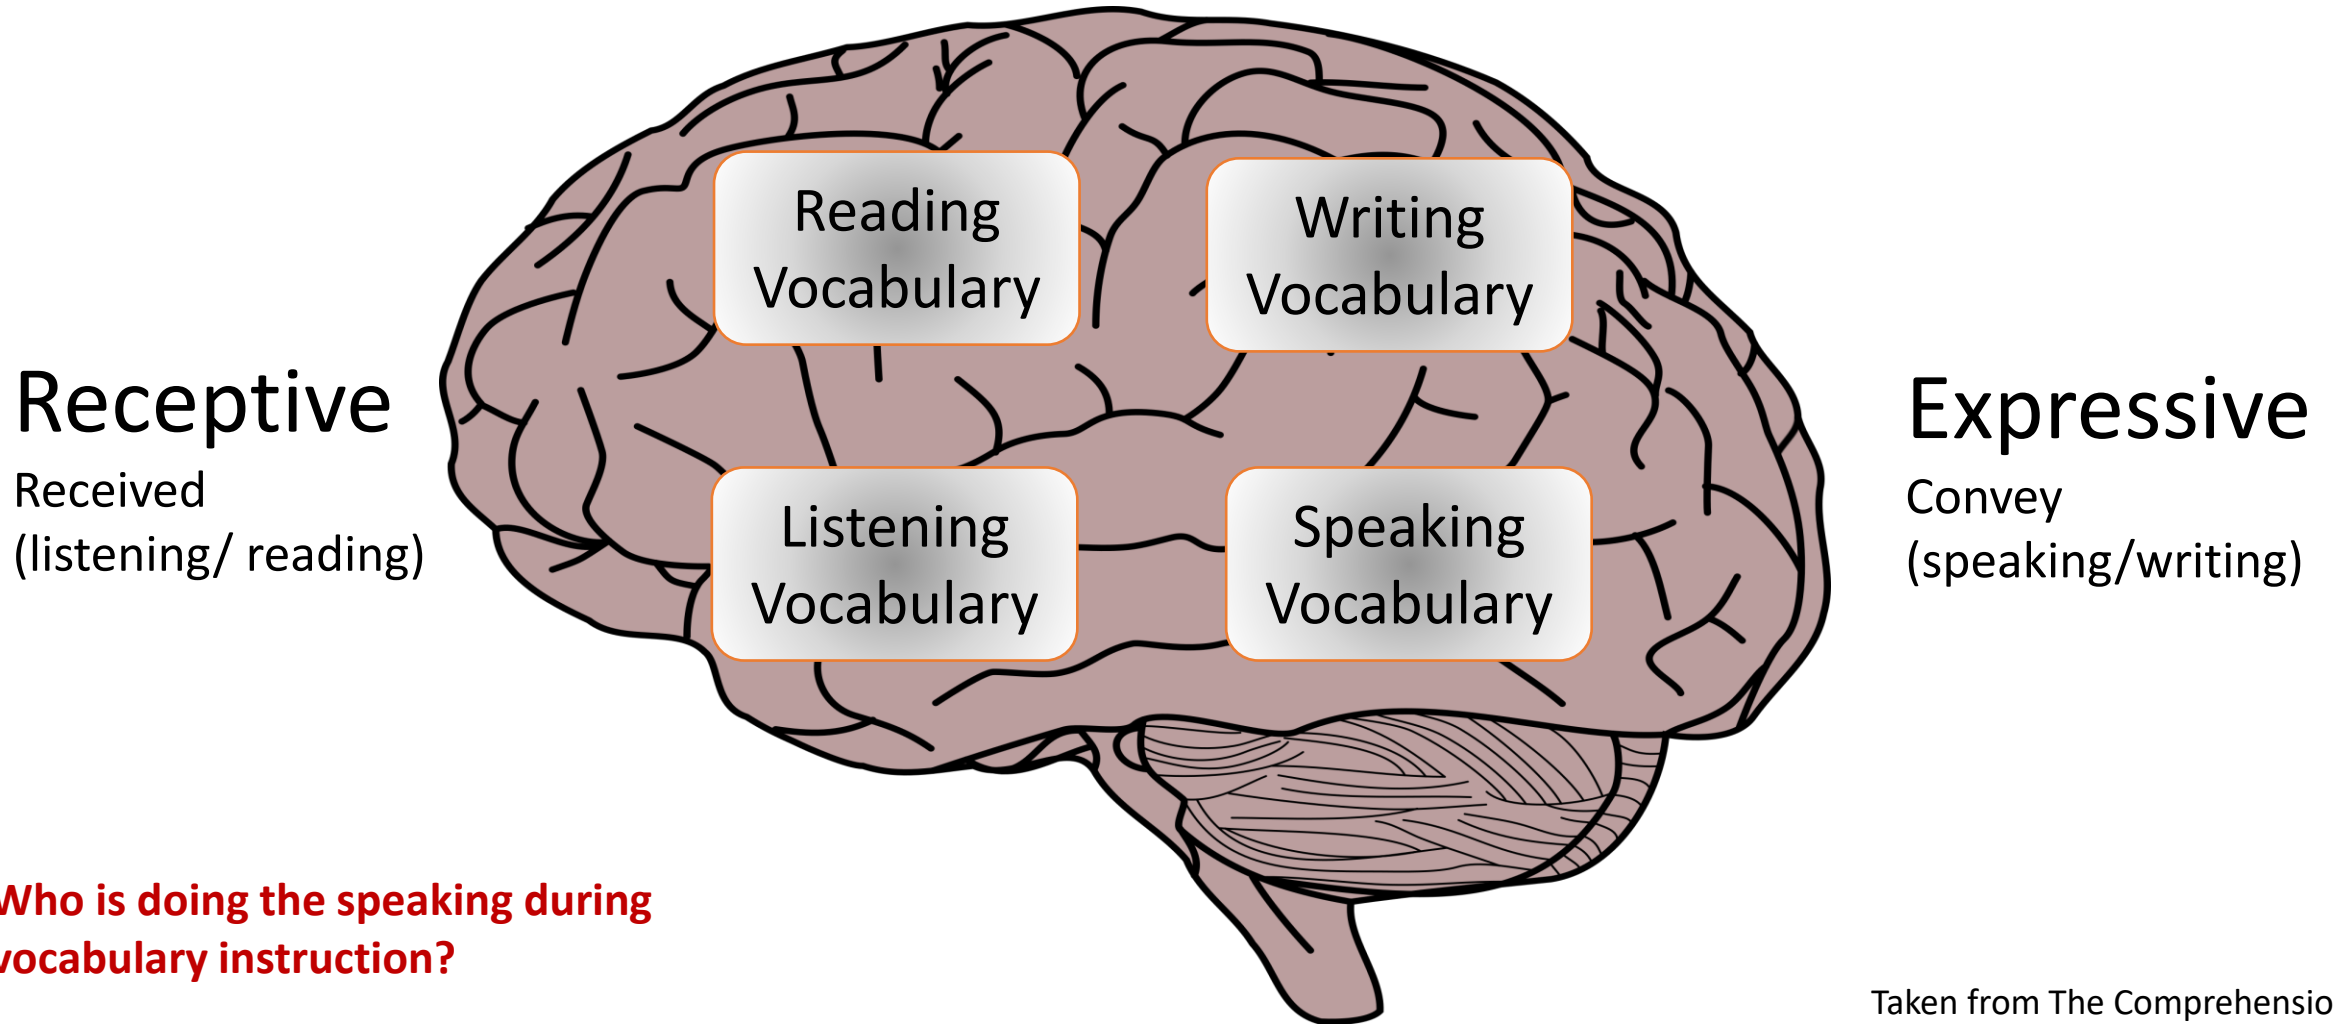 Reading
Vocabulary
Writing
Vocabulary
Receptive
Received
(listening/ reading)
Expressive
Convey
(speaking/writing)
Listening
Vocabulary
Speaking
Vocabulary
Who is doing the speaking during
vocabulary instruction?
Taken from The Comprehensio